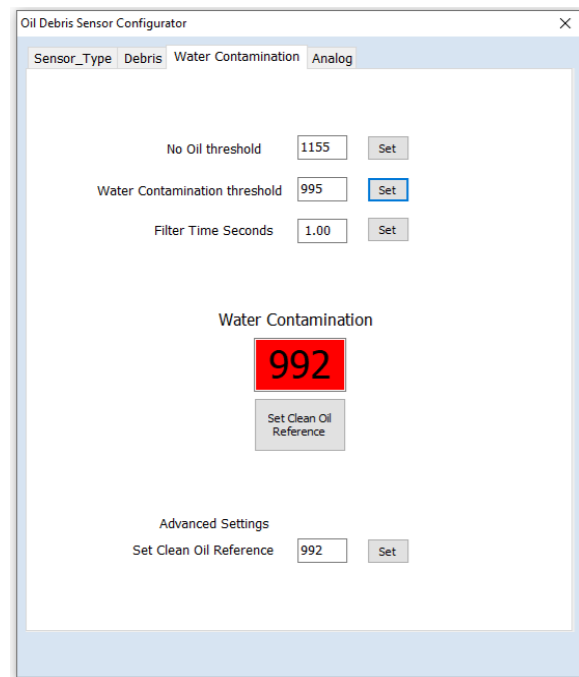 Oil Debris Sensor Configurator
Sensor_Type Debris Water Contamination Analog
No Oil threshold 1155 Set
Water Contamination threshold 995 Set
Filter Time Seconds 1.00 Set
Water Contamination
992
Set Clean Oil
Reference
Advanced Settings
Set Clean Oil Reference 992 Set